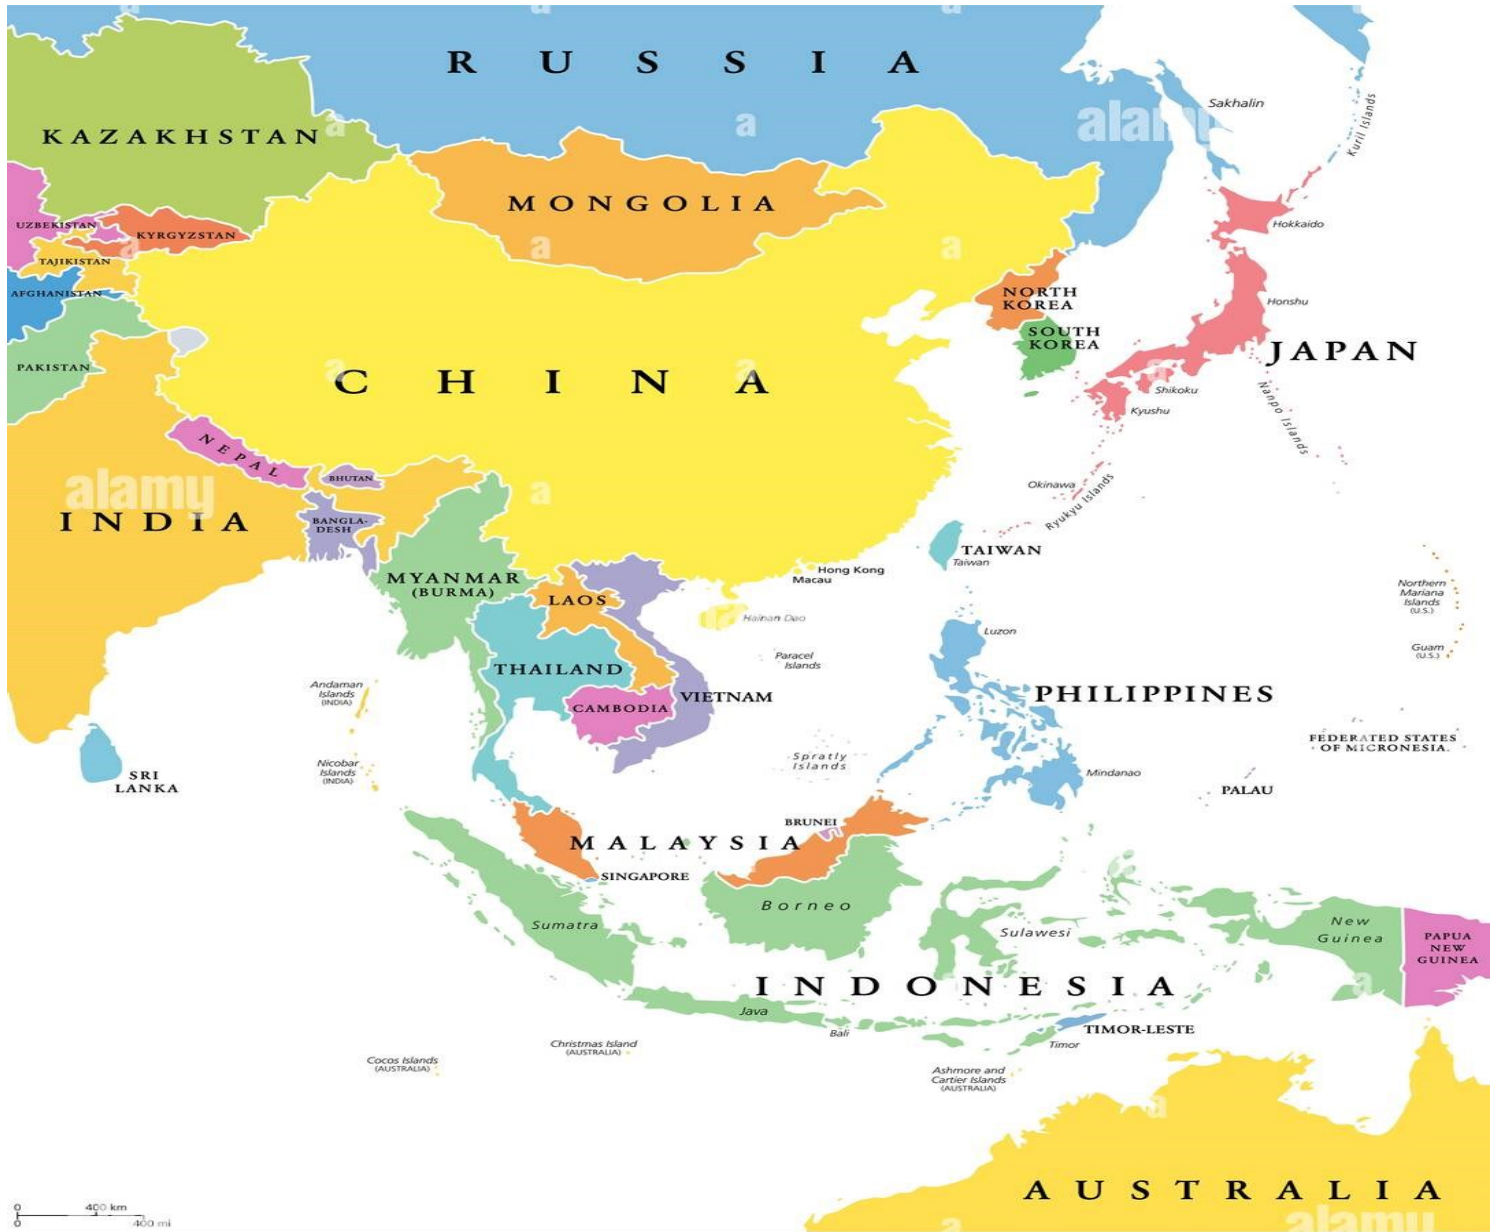 RUSSIA
alamy
Sakhalin
Kuril Islands
KAZAKHSTAN
MONGOLIA
UZBEKISTAN
KYRGYZSTAN
TAJIKISTAN
AFGHANISTAN
PAKISTAN
Hokkaido
NORTH
KOREA
SOUTH
KOREA
Honshu
JAPAN
Shikoku
Kyushu
Nanpo Islands
CHINA
NEPAL
BHUTAN
alamy
INDIA
BANGLA-
DESH
Okinawa
Ryukyu Islands
TAIWAN
Taiwan
Hong Kong
Macau
MYANMAR
(BURMA)
LAOS
Hainan Dao
Luzon
Northern
Mariana
Islands
(U.S.)
Guam
(U.S.)
Paracel
Islands
THAILAND
VIETNAM
CAMBODIA
Andaman
Islands
(INDIA)
PHILIPPINES
FEDERATED STATES
OF MICRONESIA
Nicobar
Islands
(INDIA)
Spratly
Islands
Mindanao
SRI
LANKA
PALAU
BRUNEI
MALAYSIA
SINGAPORE
Borneo
Sumatra
Sulawesi
New
Guinea
PAPUA
NEW
GUINEA
INDONESIA
Java
Bali
TIMOR-LESTE
Timor
Christmas Island
(AUSTRALIA)
Cocos Islands
(AUSTRALIA)
Ashmore and
Cartier Islands
(AUSTRALIA)
AUSTRALIA
0 400 km
0 400 mi
alamy